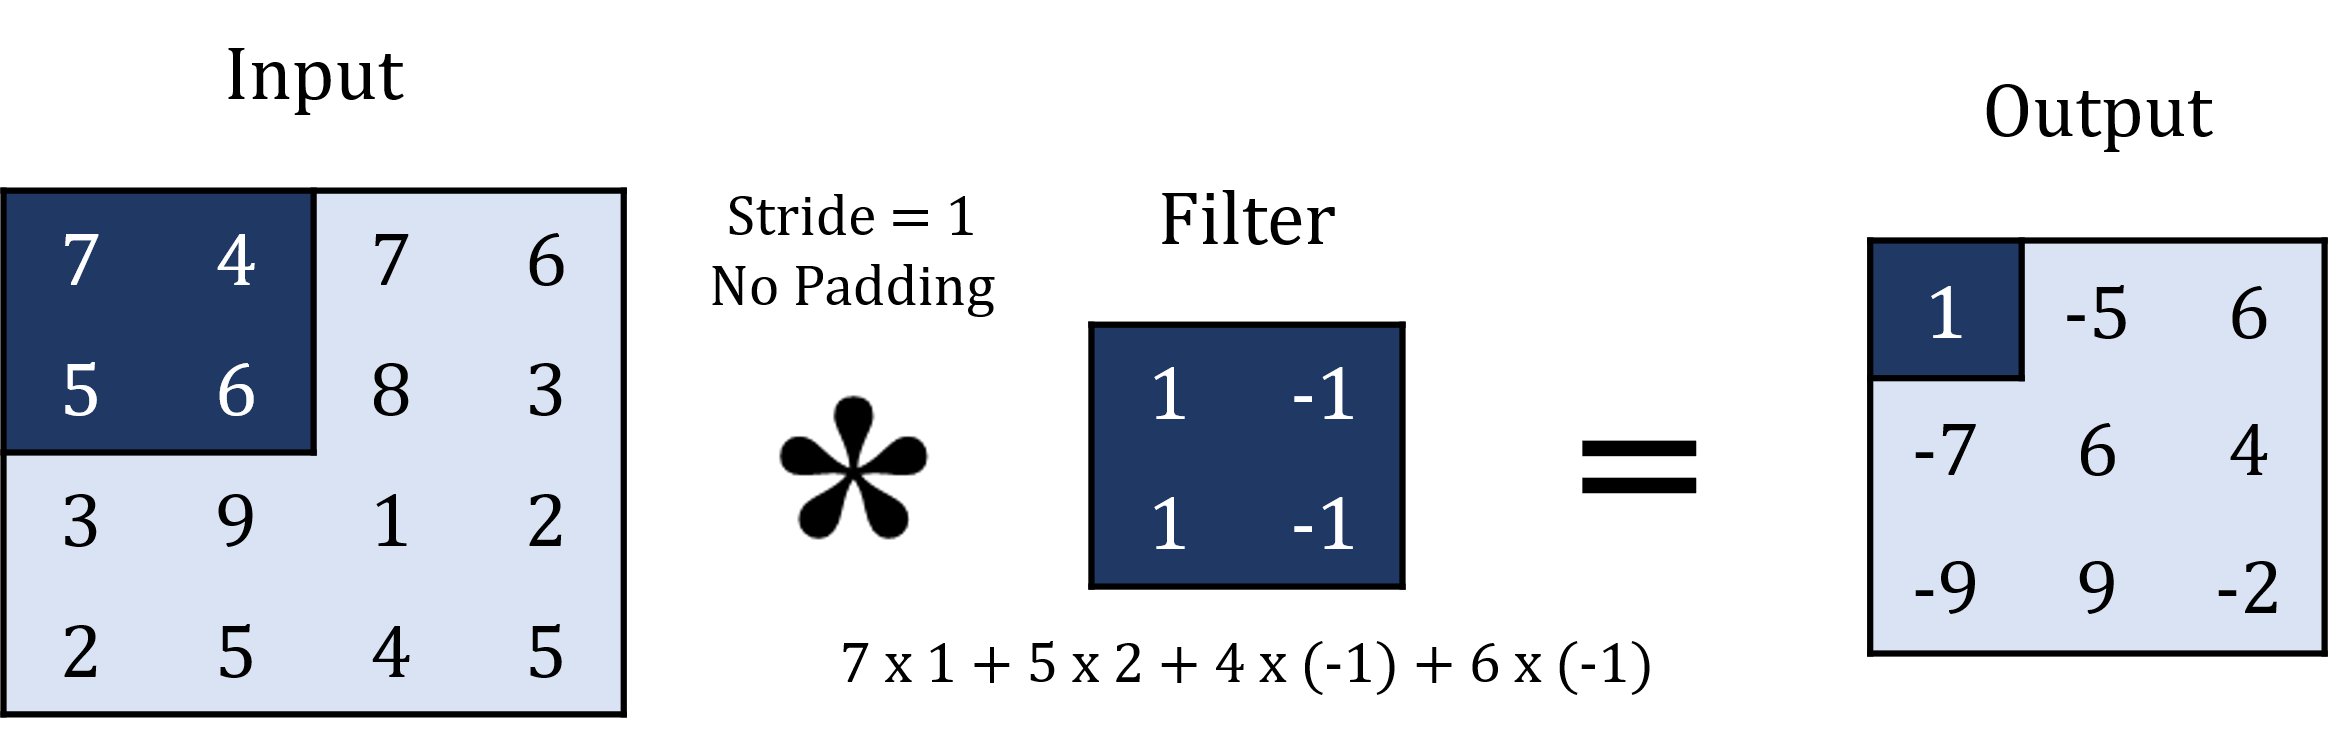 Input
7 4 7 6
5 6 8 3
3 9 1 2
2 5 4 5
Stride = 1
No Padding
*
Filter
1 -1
1 -1
7 x 1 + 5 x 2 + 4 x (-1) + 6 x (-1)
=
Output
1 -5 6
-7 6 4
-9 9 -2